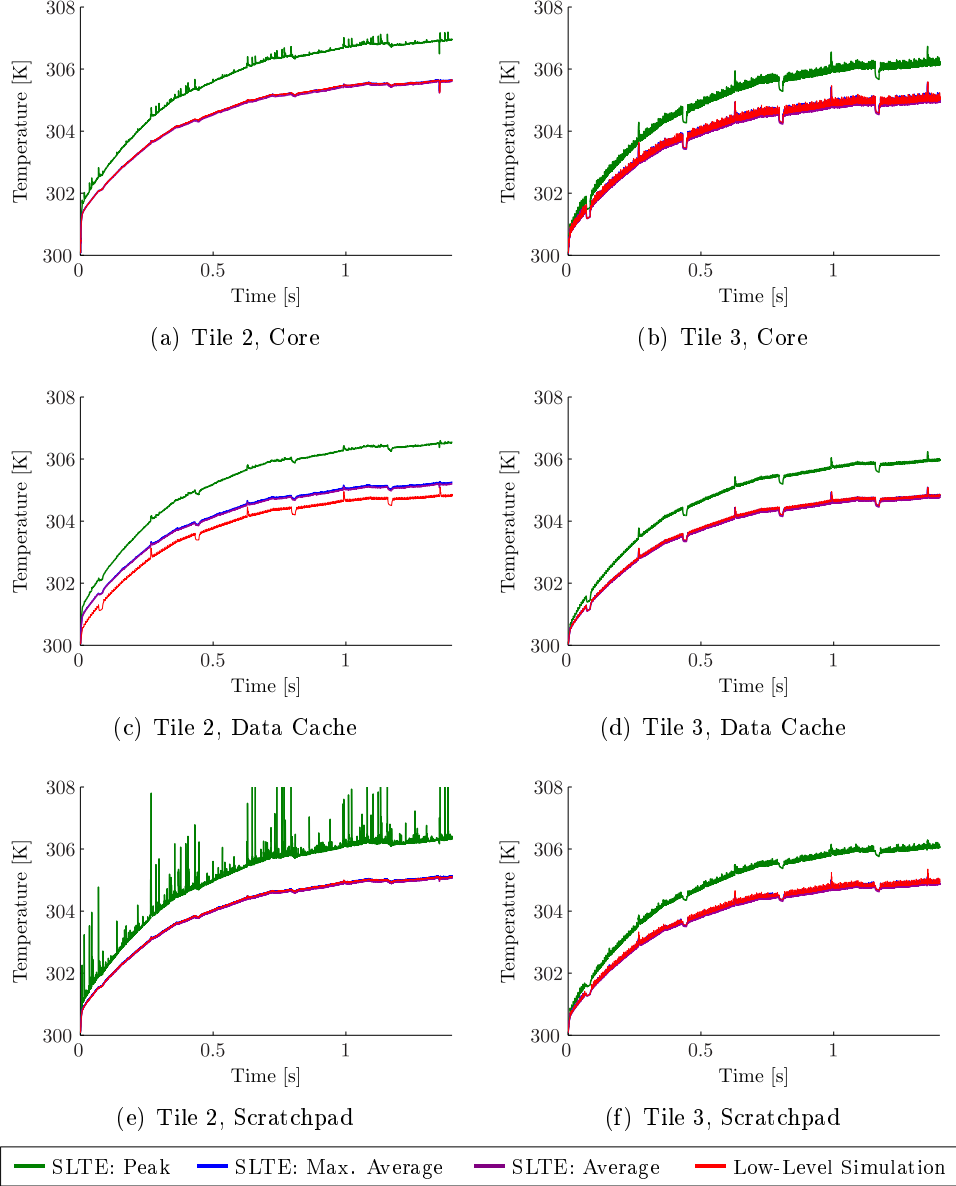 308
306
304
302
300
Temperature [K]
0
0.5
1
Time [s]
(a) Tile 2, Core
308
306
304
302
300
Temperature [K]
0
0.5
1
Time [s]
(b) Tile 3, Core
308
306
304
302
300
Temperature [K]
0
0.5
1
Time [s]
(c) Tile 2, Data Cache
308
306
304
302
300
Temperature [K]
0
0.5
1
Time [s]
(d) Tile 3, Data Cache
308
306
304
302
300
Temperature [K]
0
0.5
1
Time [s]
(e) Tile 2, Scratchpad
308
306
304
302
300
Temperature [K]
0
0.5
1
Time [s]
(f) Tile 3, Scratchpad
SLTE: Peak
SLTE: Max. Average
SLTE: Average
Low-Level Simulation